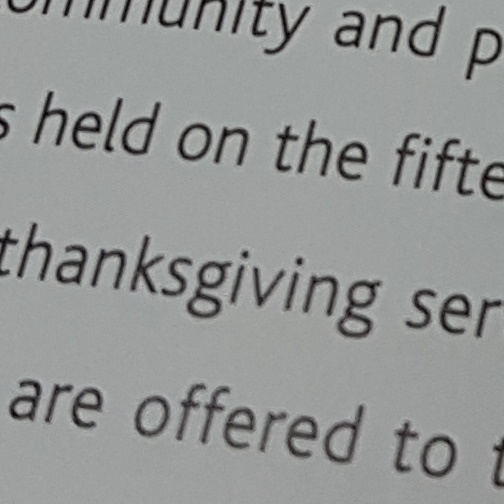 ommunity and p
s held on the fifte
thanksgiving ser
are offered to t